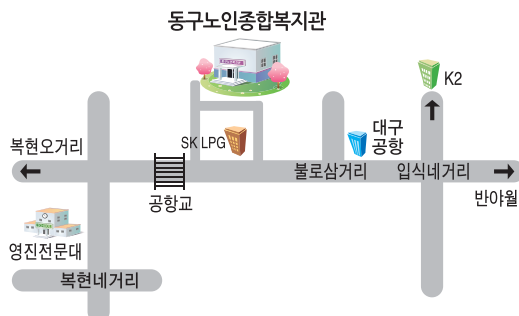 동구노인종합복지관
K2
SK LPG
대구
공항
복현오거리
불로삼거리
입식네거리
반야월
공항교
영진전문대
복현네거리